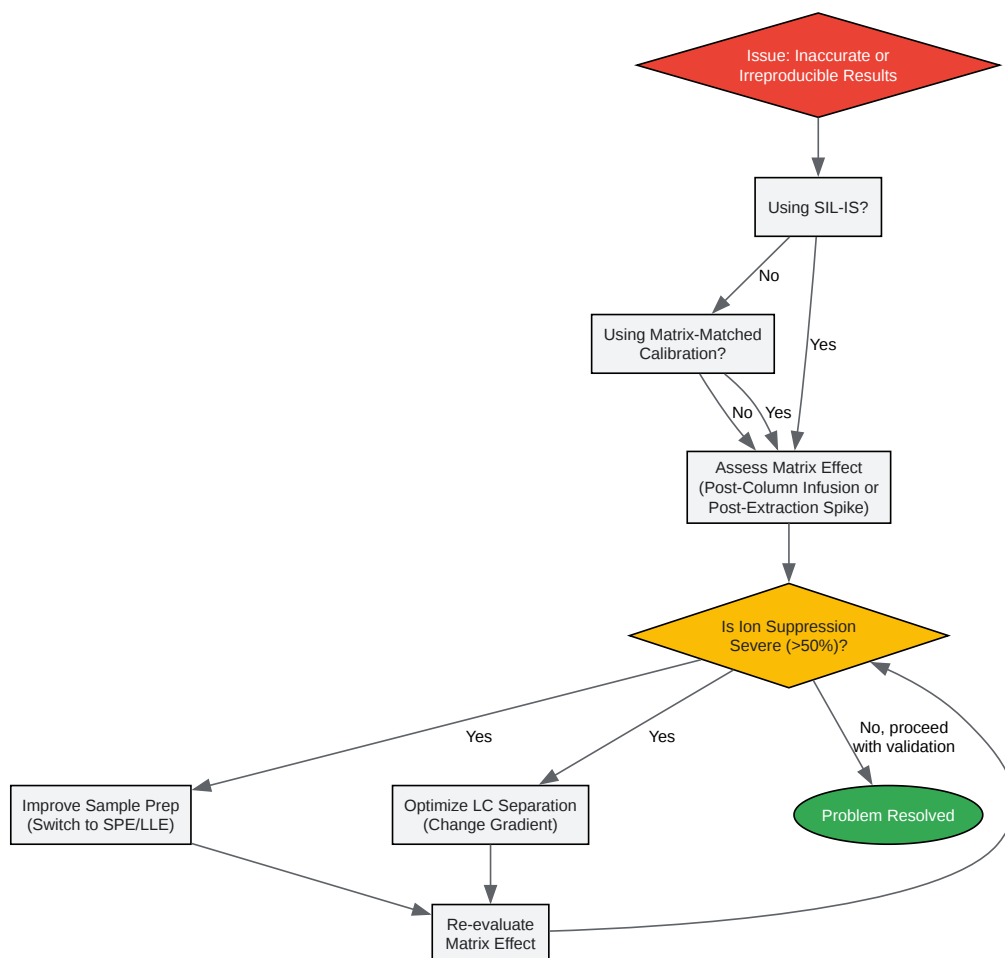 Issue: Inaccurate or
Irreproducible Results
Using SIL-IS?
No
Using Matrix-Matched
Calibration?
Yes
No
Yes
Assess Matrix Effect
(Post-Column Infusion or
Post-Extraction Spike)
Is Ion Suppression
Severe (>50%)?
Yes
Yes
No, proceed
with validation
Improve Sample Prep
(Switch to SPE/LLE)
Optimize LC Separation
(Change Gradient)
Problem Resolved
Re-evaluate
Matrix Effect